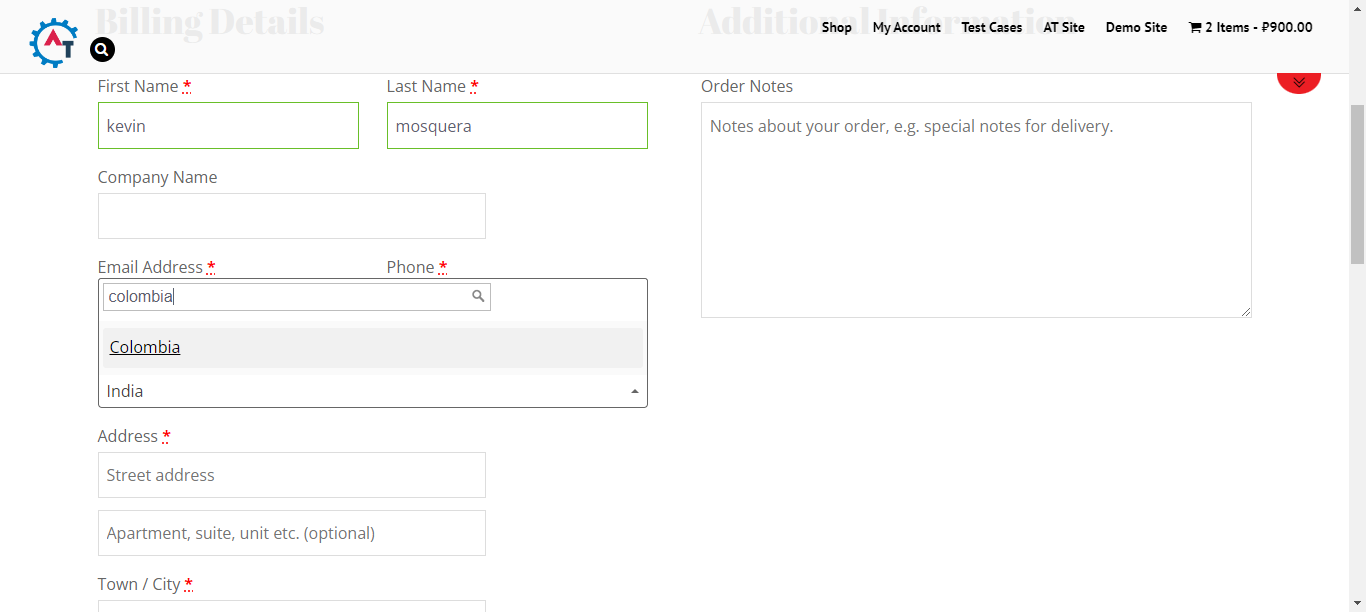 Billing Details
Additional Information
AT
Shop My Account Test Cases AT Site Demo Site 2 Items - ₽900.00
First Name *
Last Name *
Order Notes
kevin
mosquera
Notes about your order, e.g. special notes for delivery.
Company Name
Email Address *
Phone *
colombia
Colombia
India
Address *
Street address
Apartment, suite, unit etc. (optional)
Town / City *